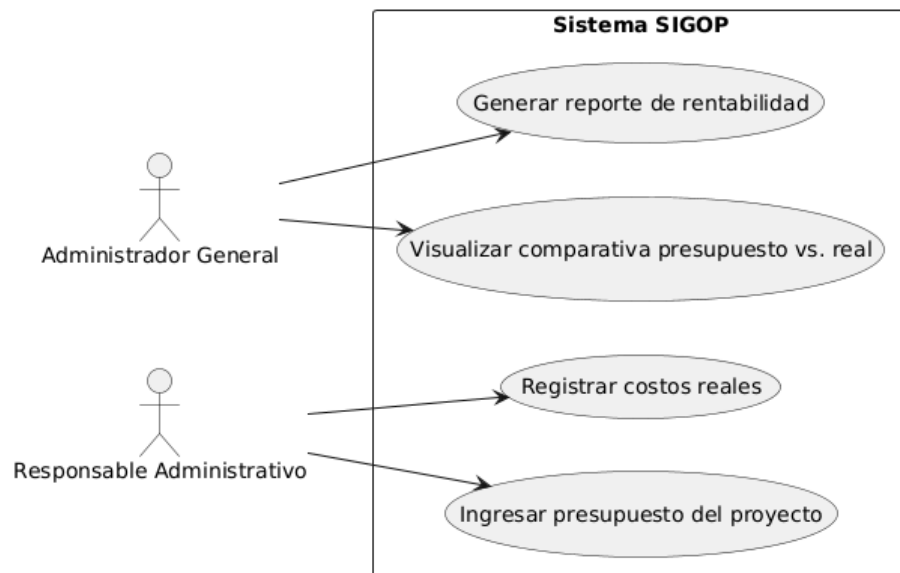 Sistema SIGOP
Generar reporte de rentabilidad
Administrador General
Visualizar comparativa presupuesto vs. real
Registrar costos reales
Responsable Administrativo
Ingresar presupuesto del proyecto